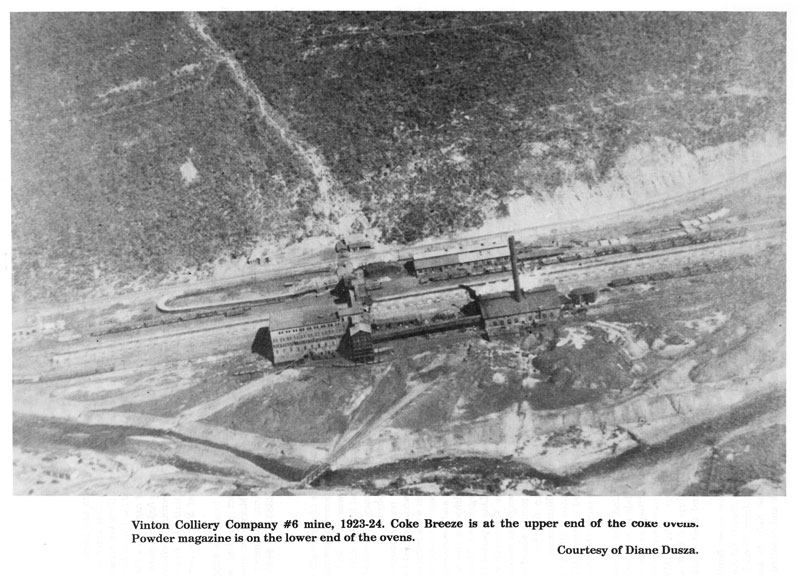 Vinton Colliery Company #6 mine, 1923-24. Coke Breeze is at the upper end of the coke ovens.
Powder magazine is on the lower end of the ovens.
Courtesy of Diane Dusza.